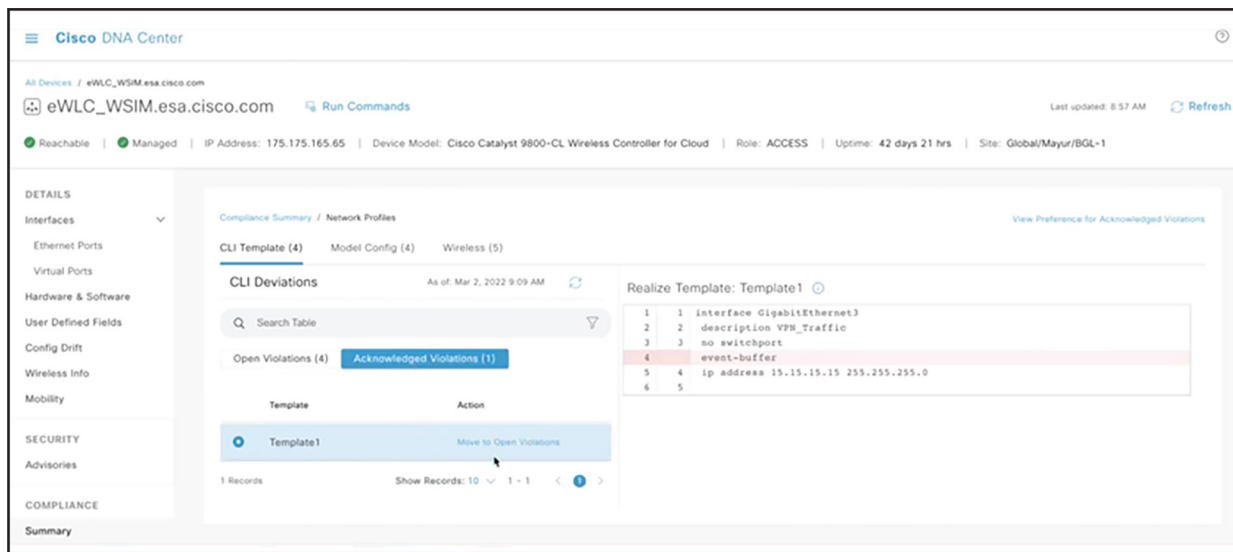 Cisco DNA Center
All Devices / eWLC_WSIM.esa.cisco.com
eWLC_WSIM.esa.cisco.com Run Commands Last updated: 8:57 AM Refresh
Reachable | Managed | IP Address: 175.175.165.65 | Device Model: Cisco Catalyst 9800-CL Wireless Controller for Cloud | Role: ACCESS | Uptime: 42 days 21 hrs | Site: Global/Mayur/BGL-1
DETAILS
Interfaces
Ethernet Ports
Virtual Ports
Hardware & Software
User Defined Fields
Config Drift
Wireless Info
Mobility
SECURITY
Advisories
COMPLIANCE
Summary
Compliance Summary / Network Profiles
View Preference for Acknowledged Violations
CLI Template (4) Model Config (4) Wireless (5)
CLI Deviations As of: Mar 2, 2022 9:09 AM
Search Table
Open Violations (4) Acknowledged Violations (1)
Template Action
Template1 Move to Open Violations
1 Records Show Records: 10 1 - 1 < 1 >
Realize Template: Template1
1 1 interface GigabitEthernet3
2 2 description VPN_Traffic
3 3 no switchport
4 event-buffer
5 4 ip address 15.15.15.15 255.255.255.0
6 5